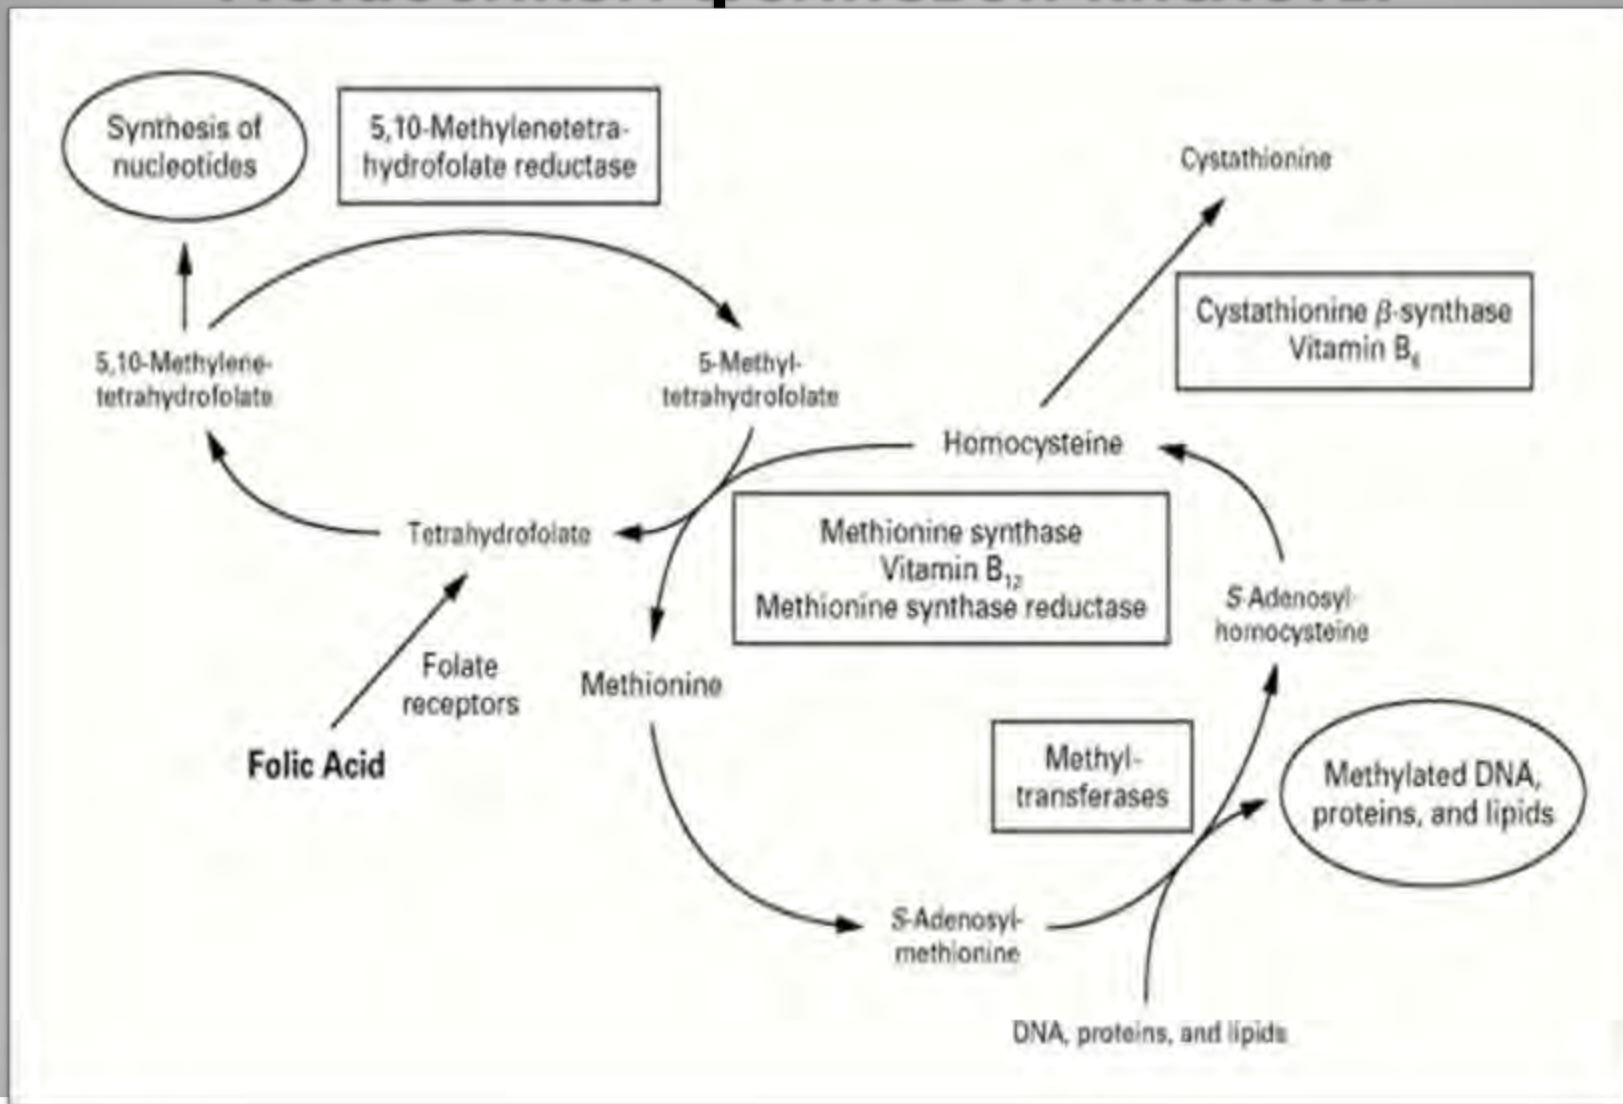 Synthesis of
nucleotides
5,10-Methylenetetra-
hydrofolate reductase
Cystathionine
Cystathionine β-synthase
Vitamin B₆
5,10-Methylene-
tetrahydrofolate
5-Methyl-
tetrahydrofolate
Homocysteine
Tetrahydrofolate
Methionine synthase
Vitamin B₁₂
Methionine synthase reductase
S-Adenosyl-
homocysteine
Folate
receptors
Methionine
Folic Acid
Methyl-
transferases
Methylated DNA,
proteins, and lipids
S-Adenosyl-
methionine
DNA, proteins, and lipids